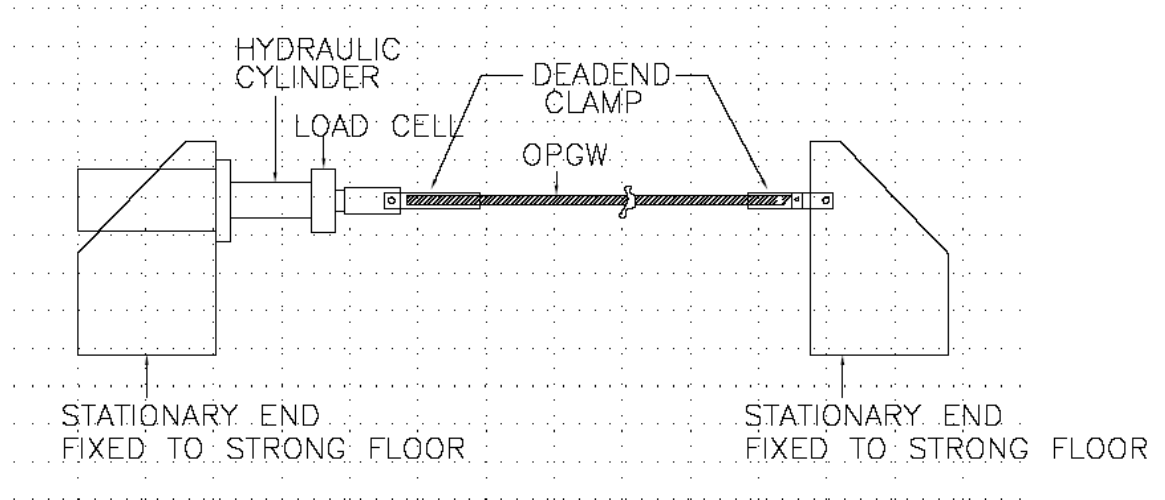 HYDRAULIC
CYLINDER
DEADEND
CLAMP
LOAD CELL
OPGW
STATIONARY END
FIXED TO STRONG FLOOR
STATIONARY END
FIXED TO STRONG FLOOR